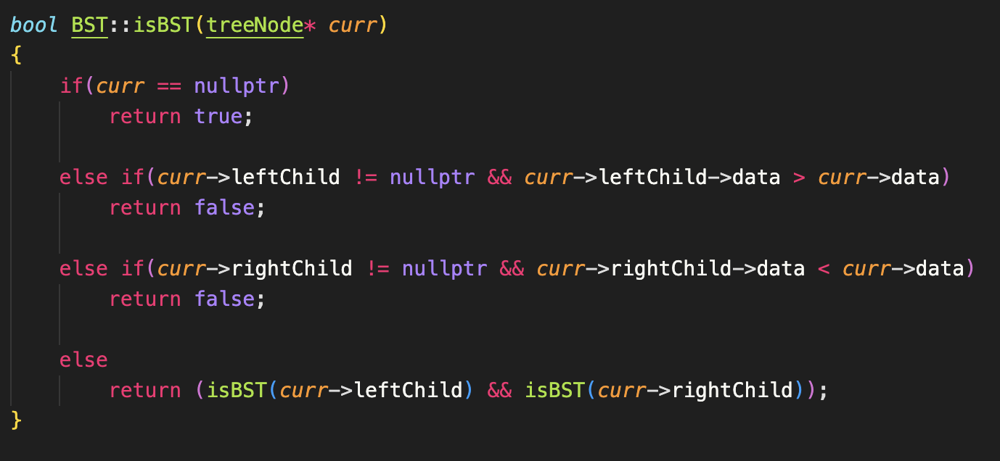 bool BST::isBST(treeNode* curr)
{
    if(curr == nullptr)
        return true;
    else if(curr->leftChild != nullptr && curr->leftChild->data > curr->data)
        return false;
    else if(curr->rightChild != nullptr && curr->rightChild->data < curr->data)
        return false;
    else
        return (isBST(curr->leftChild) && isBST(curr->rightChild));
}